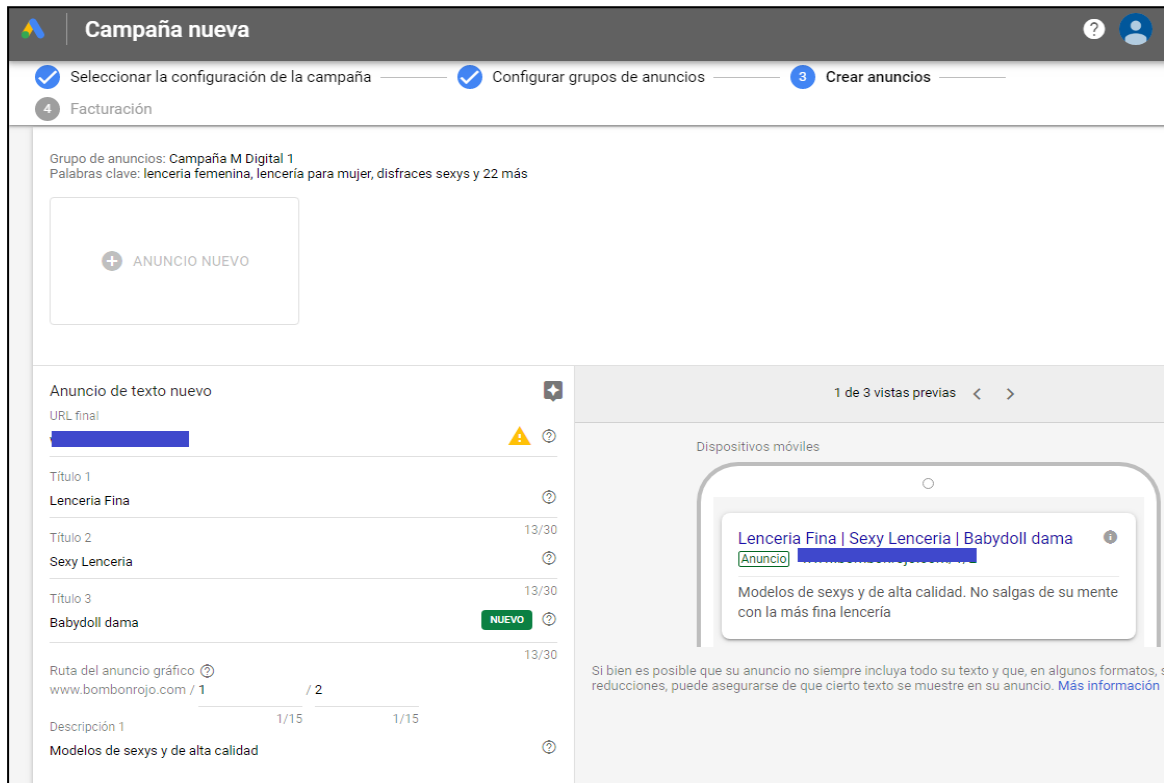 Campaña nueva
?
Seleccionar la configuración de la campaña
Configurar grupos de anuncios
3 Crear anuncios
4 Facturación
Grupo de anuncios: Campaña M Digital 1
Palabras clave: lenceria femenina, lencería para mujer, disfraces sexys y 22 más
+ ANUNCIO NUEVO
Anuncio de texto nuevo
URL final
?
Título 1
Lenceria Fina
?
13/30
Título 2
Sexy Lenceria
?
13/30
Título 3
Babydoll dama
NUEVO ?
13/30
Ruta del anuncio gráfico ?
www.bombonrojo.com / 1 / 2
1/15 1/15
Descripción 1
Modelos de sexys y de alta calidad
?
1 de 3 vistas previas < >
Dispositivos móviles
Lenceria Fina | Sexy Lenceria | Babydoll dama
Anuncio
Modelos de sexys y de alta calidad. No salgas de su mente
con la más fina lencería
Si bien es posible que su anuncio no siempre incluya todo su texto y que, en algunos formatos, s
reducciones, puede asegurarse de que cierto texto se muestre en su anuncio. Más información